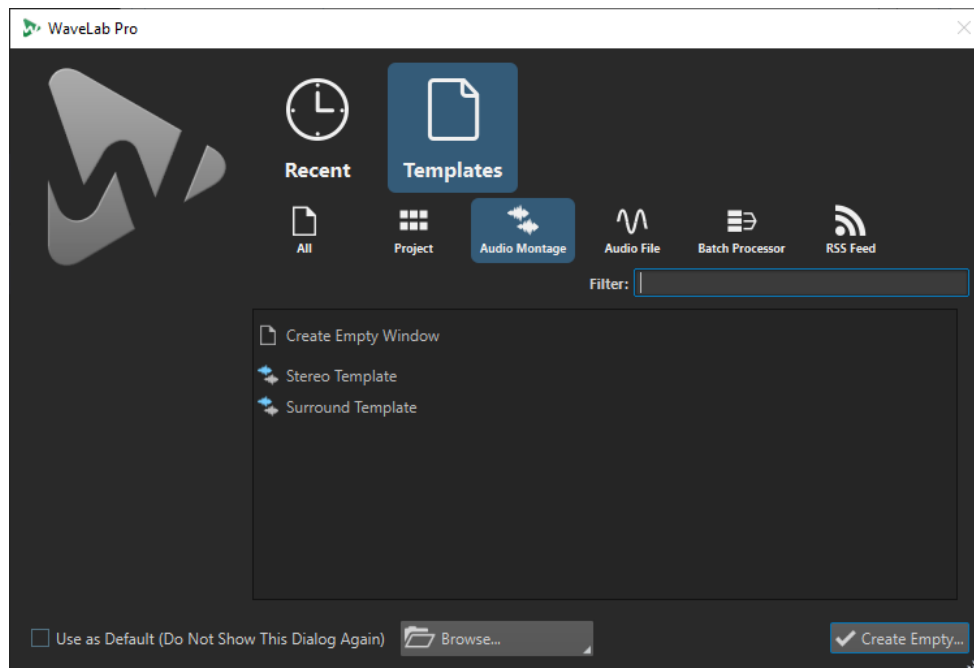 WaveLab Pro
Recent Templates
All Project Audio Montage Audio File Batch Processor RSS Feed
Filter:
Create Empty Window
Stereo Template
Surround Template
Use as Default (Do Not Show This Dialog Again) Browse... Create Empty...